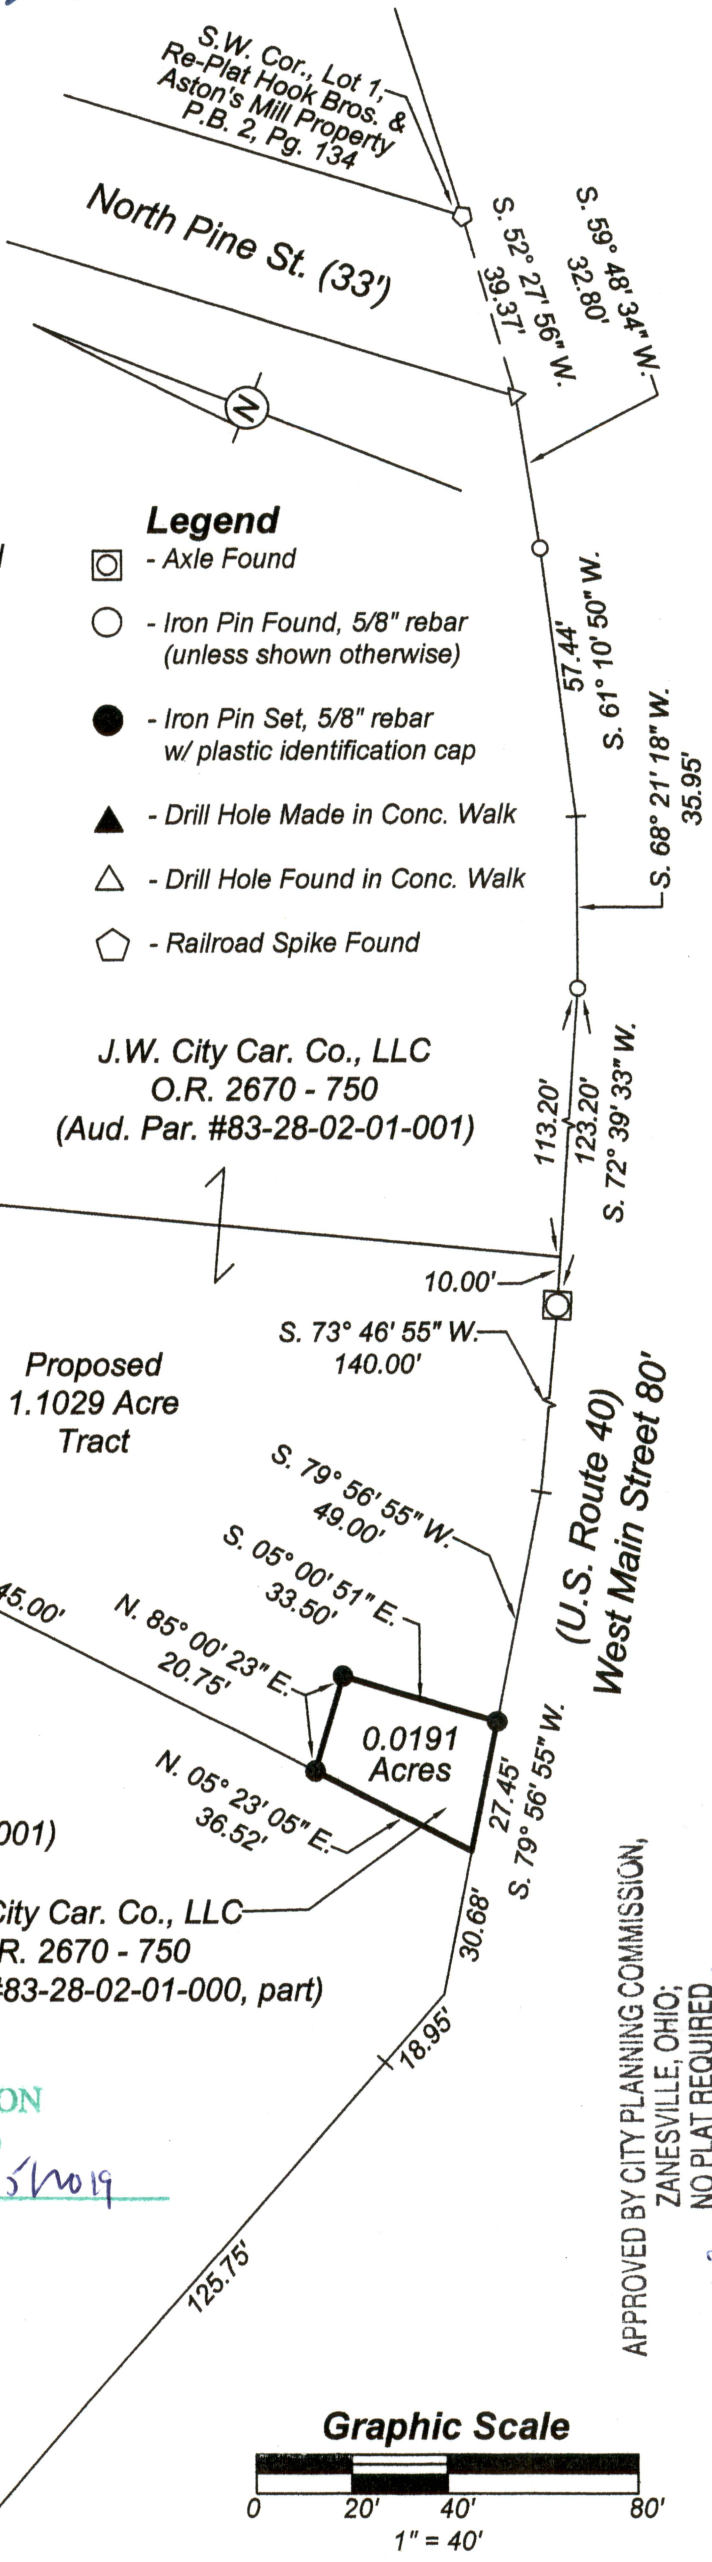 S.W. Cor., Lot 1,
Re-Plat Hook Bros. &
Aston's Mill Property
P.B. 2, Pg. 134
North Pine St. (33')
S. 52° 27' 56" W.
39.37'
S. 59° 48' 34" W.
32.80'
N
Legend
- Axle Found
- Iron Pin Found, 5/8" rebar
(unless shown otherwise)
- Iron Pin Set, 5/8" rebar
w/ plastic identification cap
- Drill Hole Made in Conc. Walk
- Drill Hole Found in Conc. Walk
- Railroad Spike Found
57.44'
S. 61° 10' 50" W.
S. 68° 21' 18" W.
35.95'
J.W. City Car. Co., LLC
O.R. 2670 - 750
(Aud. Par. #83-28-02-01-001)
113.20'
123.20'
S. 72° 39' 33" W.
10.00'
S. 73° 46' 55" W.
140.00'
Proposed
1.1029 Acre
Tract
(U.S. Route 40)
West Main Street 80'
S. 79° 56' 55" W.
49.00'
S. 05° 00' 51" E.
33.50'
45.00'
N. 85° 00' 23" E.
20.75'
0.0191
Acres
N. 05° 23' 05" E.
36.52'
27.45'
S. 79° 56' 55" W.
001)
City Car. Co., LLC
R. 2670 - 750
#83-28-02-01-000, part)
30.68'
18.95'
125.75'
ON
APPROVED BY CITY PLANNING COMMISSION,
ZANESVILLE, OHIO;
NO PLAT REQUIRED
Graphic Scale
0 20' 40' 80'
1" = 40'